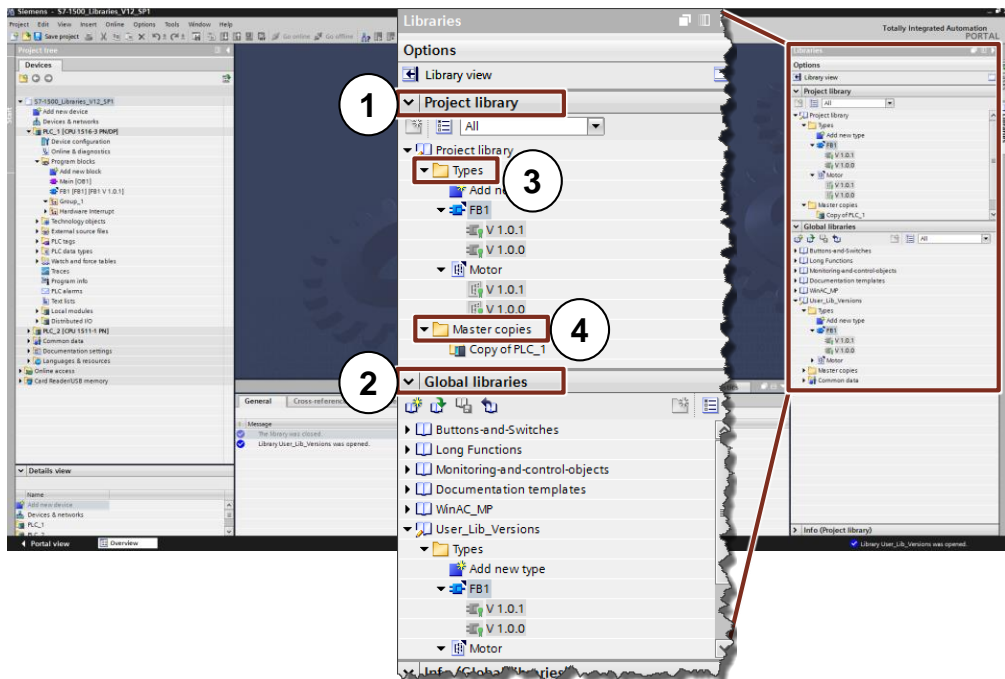 Siemens - S7-1500_Libraries_V12_SP1
Project Edit View Insert Online Options Tools Window Help
Save project
Go online
Go offline
Totally Integrated Automation
PORTAL
Project tree
Devices
S7-1500_Libraries_V12_SP1
Add new device
Devices & networks
PLC_1 [CPU 1516-3 PN/DP]
Device configuration
Online & diagnostics
Program blocks
Add new block
Main [OB1]
FB1 [FB1] [FB1 V 1.0.1]
Group_1
Hardware Interrupt
Technology objects
External source files
PLC tags
PLC data types
Watch and force tables
Traces
Program info
PLC alarms
Text lists
Local modules
Distributed I/O
PLC_2 [CPU 1511-1 PN]
Common data
Documentation settings
Languages & resources
Online access
Card Reader/USB memory
Details view
Name
Add new device
Devices & networks
PLC_1
PLC_2
Portal view
Overview
General
Cross-reference
Message
The library was closed.
Library User_Lib_Versions was opened.
Libraries
Options
Library view
1
Project library
All
Project library
Types
3
Add n
FB1
V 1.0.1
V 1.0.0
Motor
V 1.0.1
V 1.0.0
Master copies
4
Copy of PLC_1
2
Global libraries
Buttons-and-Switches
Long Functions
Monitoring-and-control-objects
Documentation templates
WinAC_MP
User_Lib_Versions
Types
Add new type
FB1
V 1.0.1
V 1.0.0
Motor
Info (Global libraries)
Libraries
Options
Library view
Project library
All
Project library
Types
Add new type
FB1
V 1.0.1
V 1.0.0
Motor
V 1.0.1
V 1.0.0
Master copies
Copy of PLC_1
Global libraries
All
Buttons-and-Switches
Long Functions
Monitoring-and-control-objects
Documentation templates
WinAC_MP
User_Lib_Versions
Types
Add new type
FB1
V 1.0.1
V 1.0.0
Motor
Master copies
Common data
Info (Project library)
Library User_Lib_Versions was opened.